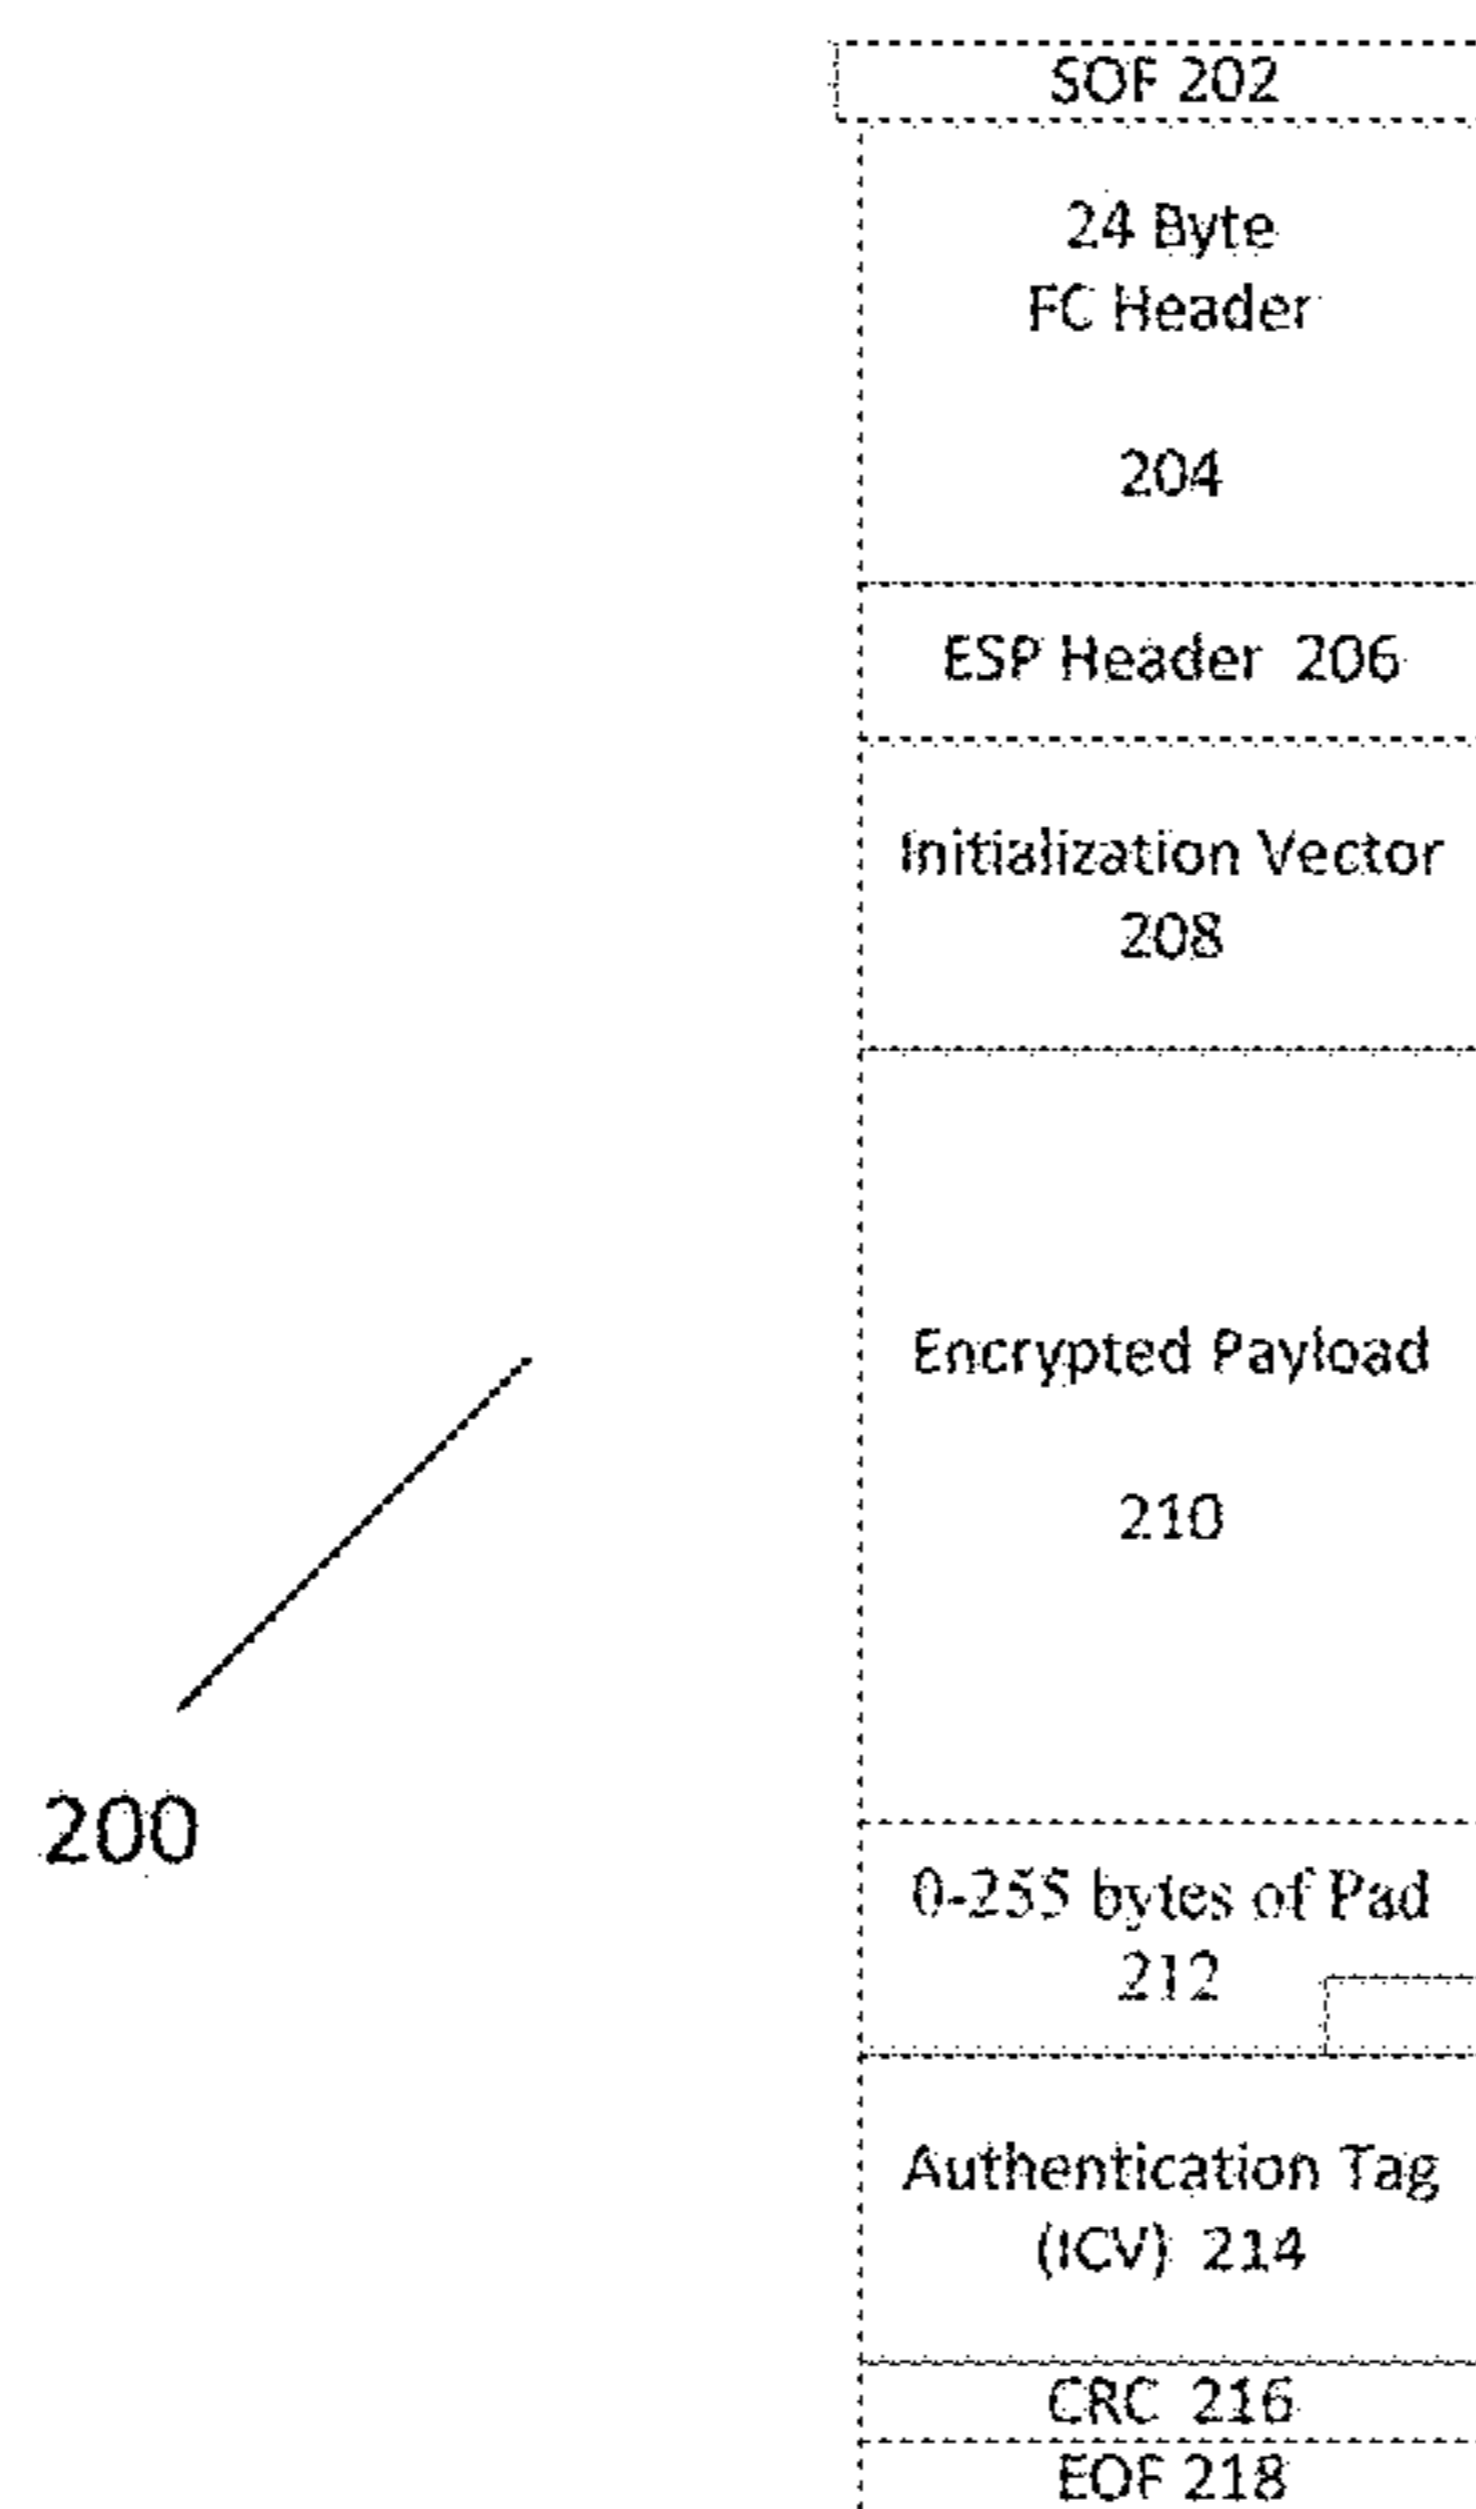 SOF 202
24 Byte
FC Header
204
ESP Header 206
Initialization Vector
208
Encrypted Payload
210
200
0-255 bytes of Pad
212
Authentication Tag
(ICV) 214
CRC 216
EOF 218